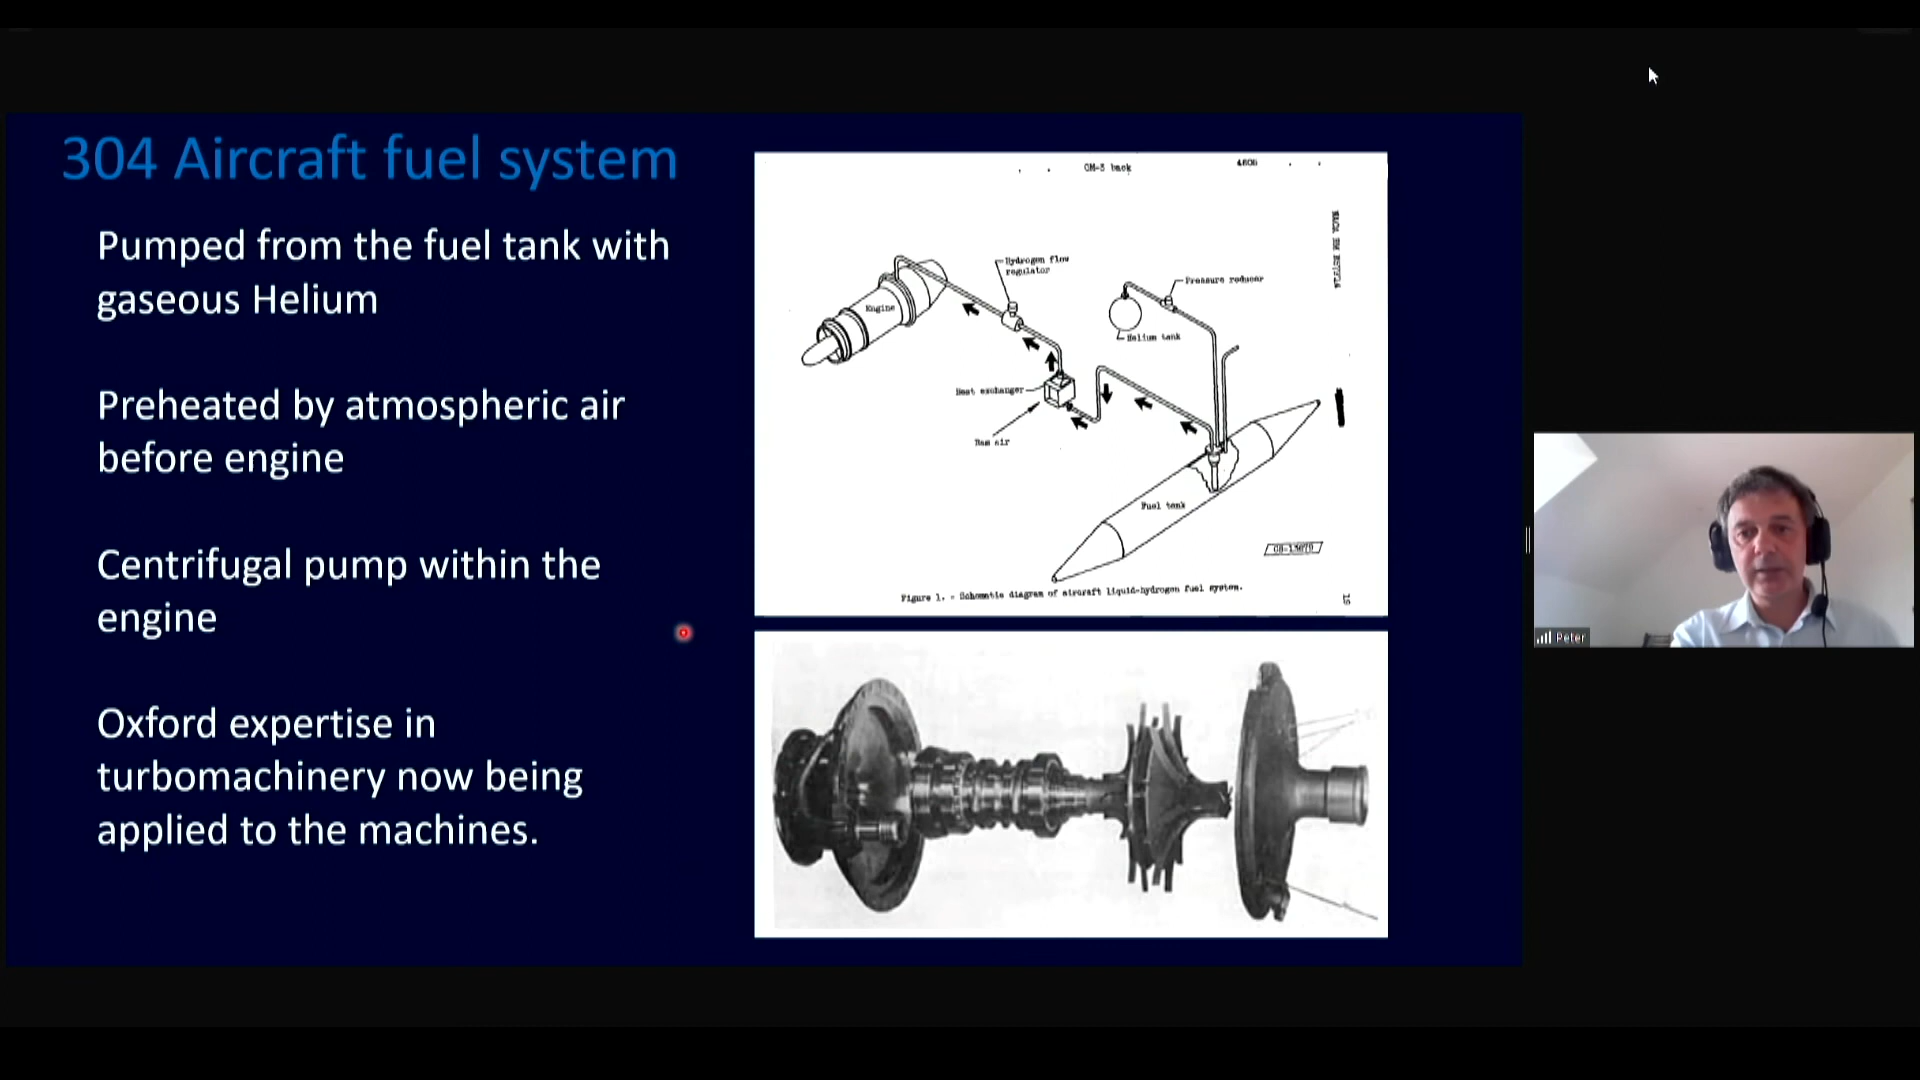 304 Aircraft fuel system
Pumped from the fuel tank with
gaseous Helium
Preheated by atmospheric air
before engine
Centrifugal pump within the
engine
Oxford expertise in
turbomachinery now being
applied to the machines.
CM-3 back
Hydrogen flow
regulator
Engine
Pressure reducer
Helium tank
Heat exchanger
Ram air
Fuel tank
Figure 1. - Schematic diagram of aircraft liquid-hydrogen fuel system.
19
Peter